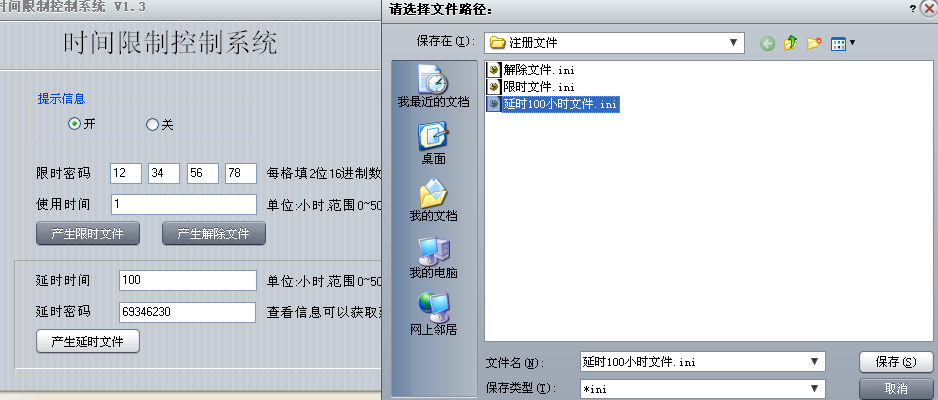 时间限制控制系统 V1.3
时间限制控制系统
提示信息
开
关
限时密码 12 34 56 78 每格填2位16进制数
使用时间 1 单位:小时,范围0~50
产生限时文件 产生解除文件
延时时间 100 单位:小时,范围0~50
延时密码 69346230 查看信息可以获取
产生延时文件
请选择文件路径:
?
保存在(I): 注册文件
我最近的文档
桌面
我的文档
我的电脑
网上邻居
解除文件.ini
限时文件.ini
延时100小时文件.ini
文件名(N): 延时100小时文件.ini 保存(S)
保存类型(T): *ini 取消